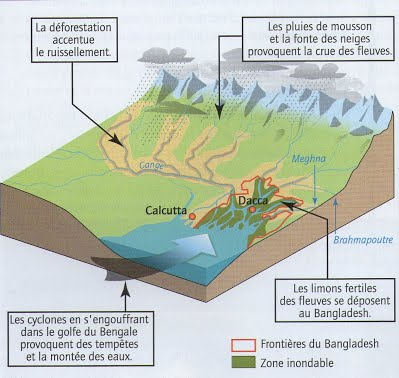 La déforestation
accentue
le ruissellement.
Les pluies de mousson
et la fonte des neiges
provoquent la crue des fleuves.
Gange
Meghna
Calcutta
Dacca
Brahmapoutre
Les limons fertiles
des fleuves se déposent
au Bangladesh.
Les cyclones en s'engouffrant
dans le golfe du Bengale
provoquent des tempêtes
et la montée des eaux.
Frontières du Bangladesh
Zone inondable